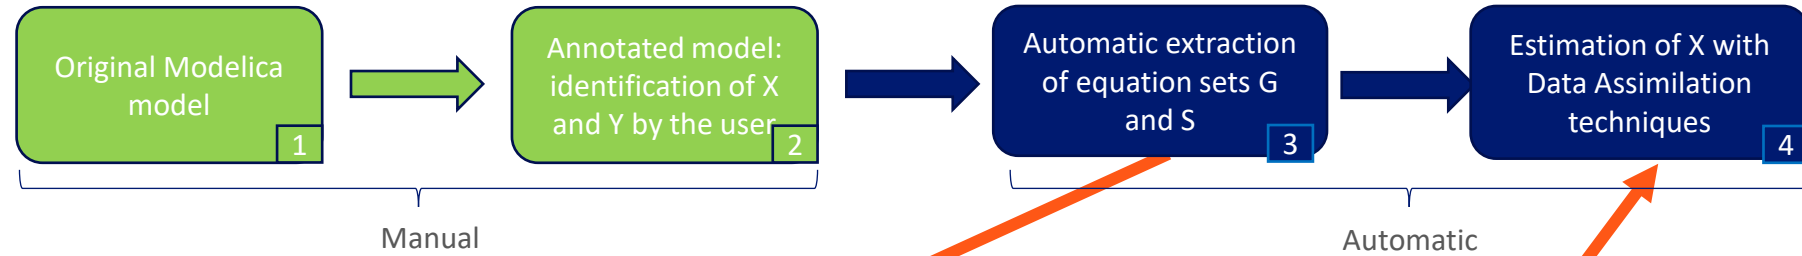 Original Modelica
model
1
Annotated model:
identification of X
and Y by the user
2
Automatic extraction
of equation sets G
and S
3
Estimation of X with
Data Assimilation
techniques
4
Manual
Automatic